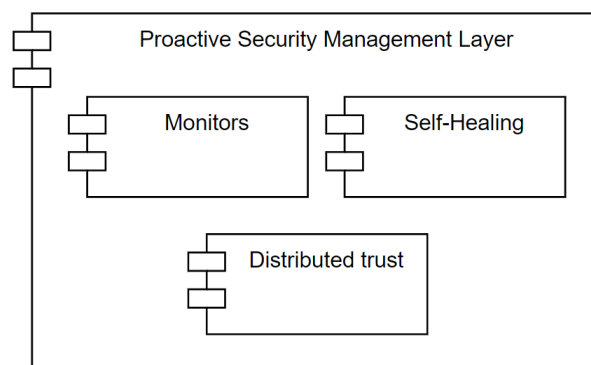 Proactive Security Management Layer
Monitors
Self-Healing
Distributed trust